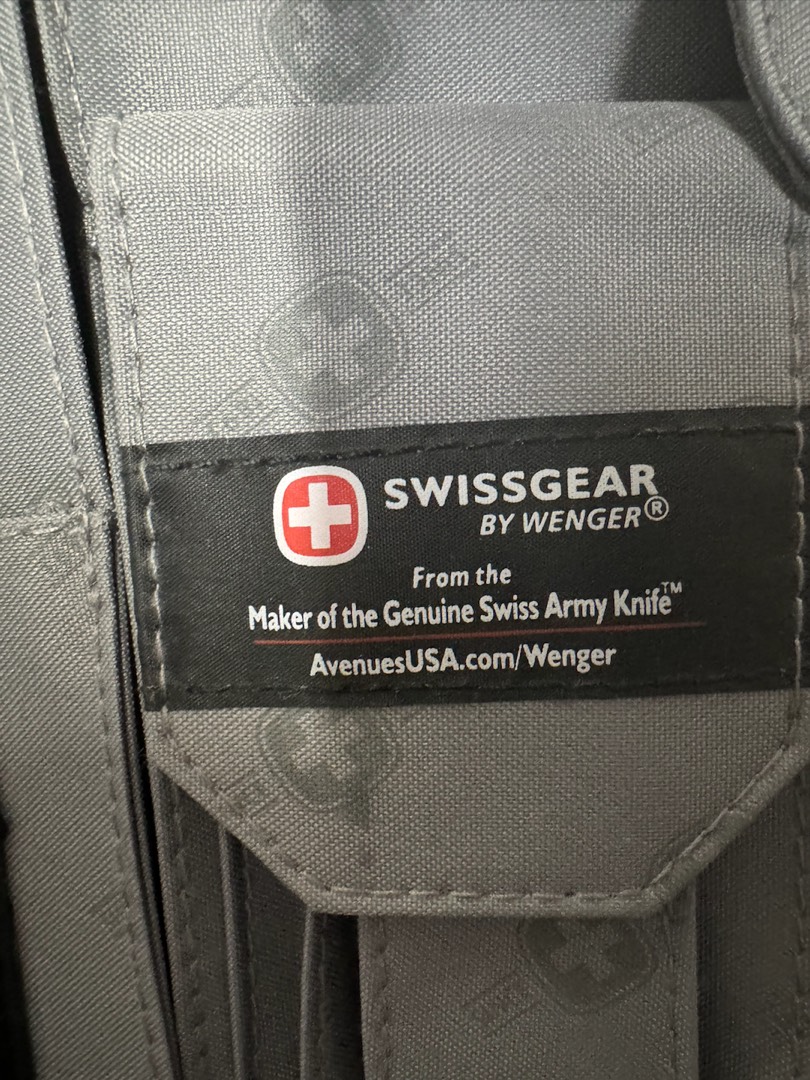 SWISSGEAR
BY WENGER®
From the
Maker of the Genuine Swiss Army Knife™
AvenuesUSA.com/Wenger